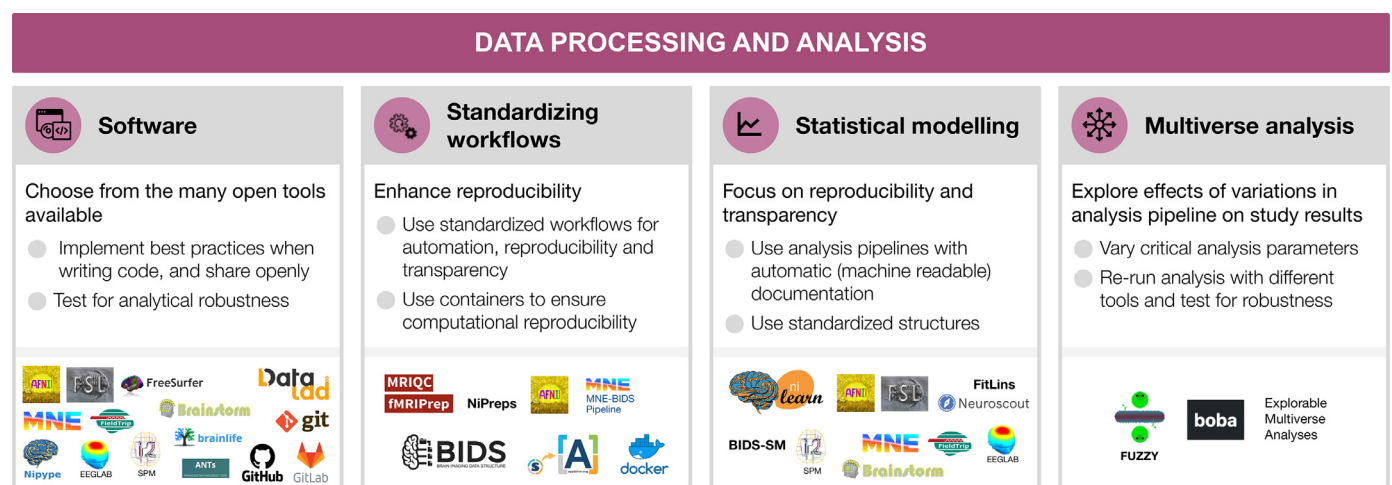 DATA PROCESSING AND ANALYSIS
Software
Choose from the many open tools
available
Implement best practices when
writing code, and share openly
Test for analytical robustness
AFNI
FSL
FreeSurfer
Data
lad
MNE
FieldTrip
Brainstorm
git
Nipype
EEGLAB
SPM
brainlife
ANTs
GitHub
GitLab
Standardizing
workflows
Enhance reproducibility
Use standardized workflows for
automation, reproducibility and
transparency
Use containers to ensure
computational reproducibility
MRIQC
fMRIPrep
NiPreps
AFNI
MNE
MNE-BIDS
Pipeline
BIDS
BRAIN IMAGING DATA STRUCTURE
S
[A]
docker
Statistical modelling
Focus on reproducibility and
transparency
Use analysis pipelines with
automatic (machine readable)
documentation
Use standardized structures
ni
learn
AFNI
FSL
FitLins
Neuroscout
BIDS-SM
SPM
MNE
FieldTrip
EEGLAB
Brainstorm
Multiverse analysis
Explore effects of variations in
analysis pipeline on study results
Vary critical analysis parameters
Re-run analysis with different
tools and test for robustness
FUZZY
boba
Explorable
Multiverse
Analyses